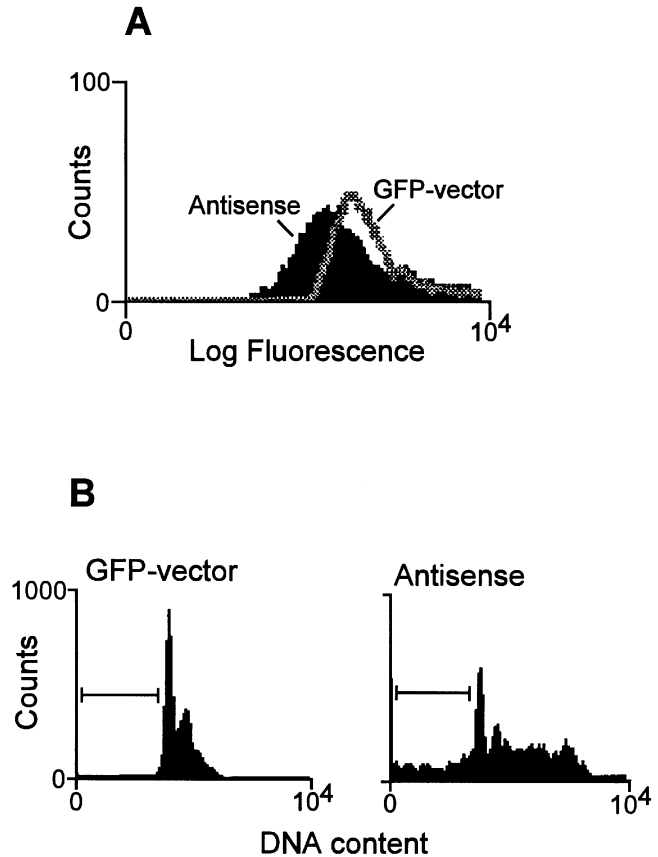 A
100
Counts
Antisense
GFP-vector
0
0
10^4
Log Fluorescence
B
GFP-vector
Antisense
1000
Counts
0
0
10^4
0
10^4
DNA content